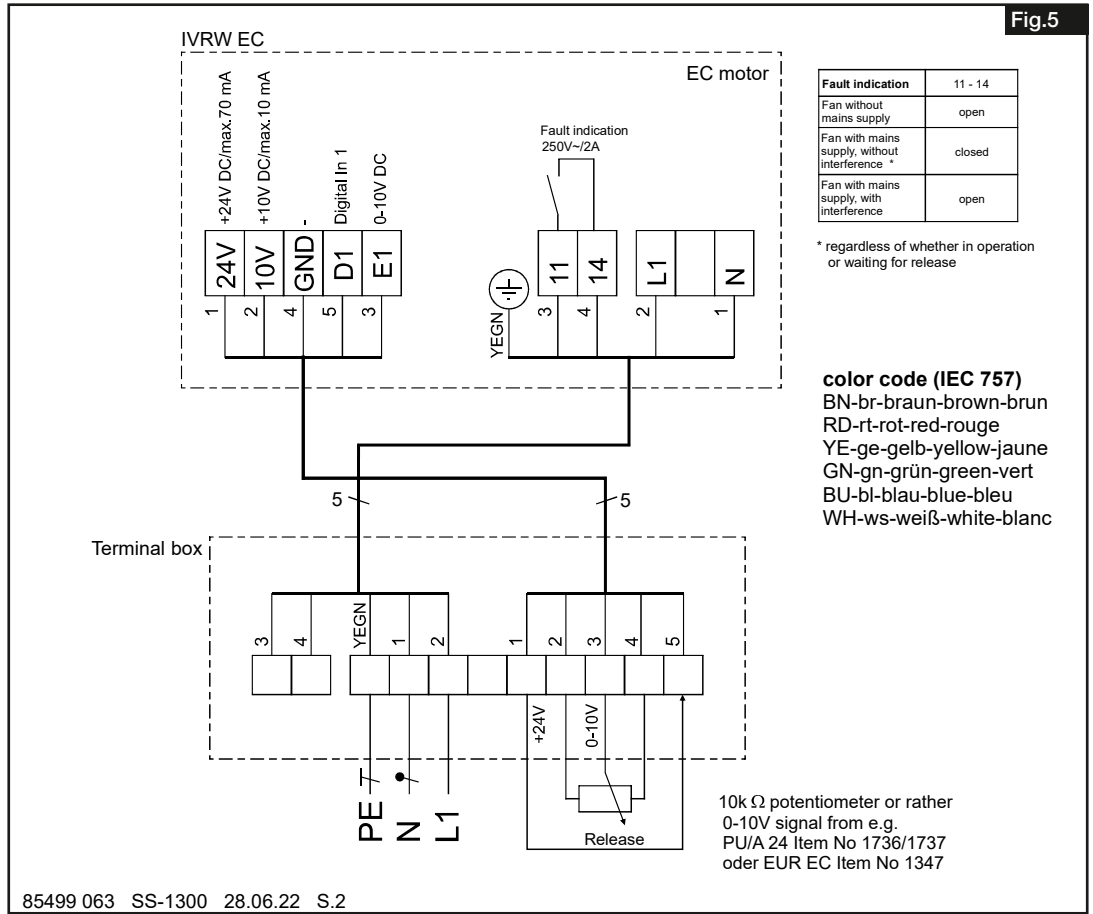 Fig.5
IVRW EC
EC motor
+24V DC/max.70 mA
+10V DC/max.10 mA
-
Digital In 1
0-10V DC
24V
10V
GND
D1
E1
1
2
4
5
3
Fault indication
250V~/2A
11
14
L1
N
YEGN
3
4
2
1
Fault indication 11 - 14
Fan without
mains supply
open
Fan with mains
supply, without
interference *
closed
Fan with mains
supply, with
interference
open
* regardless of whether in operation
or waiting for release
color code (IEC 757)
BN-br-braun-brown-brun
RD-rt-rot-red-rouge
YE-ge-gelb-yellow-jaune
GN-gn-grün-green-vert
BU-bl-blau-blue-bleu
WH-ws-weiß-white-blanc
5
5
Terminal box
3
4
YEGN
1
2
1
2
3
4
5
+24V
0-10V
PE
N
L1
Release
10k Ω potentiometer or rather
0-10V signal from e.g.
PU/A 24 Item No 1736/1737
oder EUR EC Item No 1347
85499 063 SS-1300 28.06.22 S.2